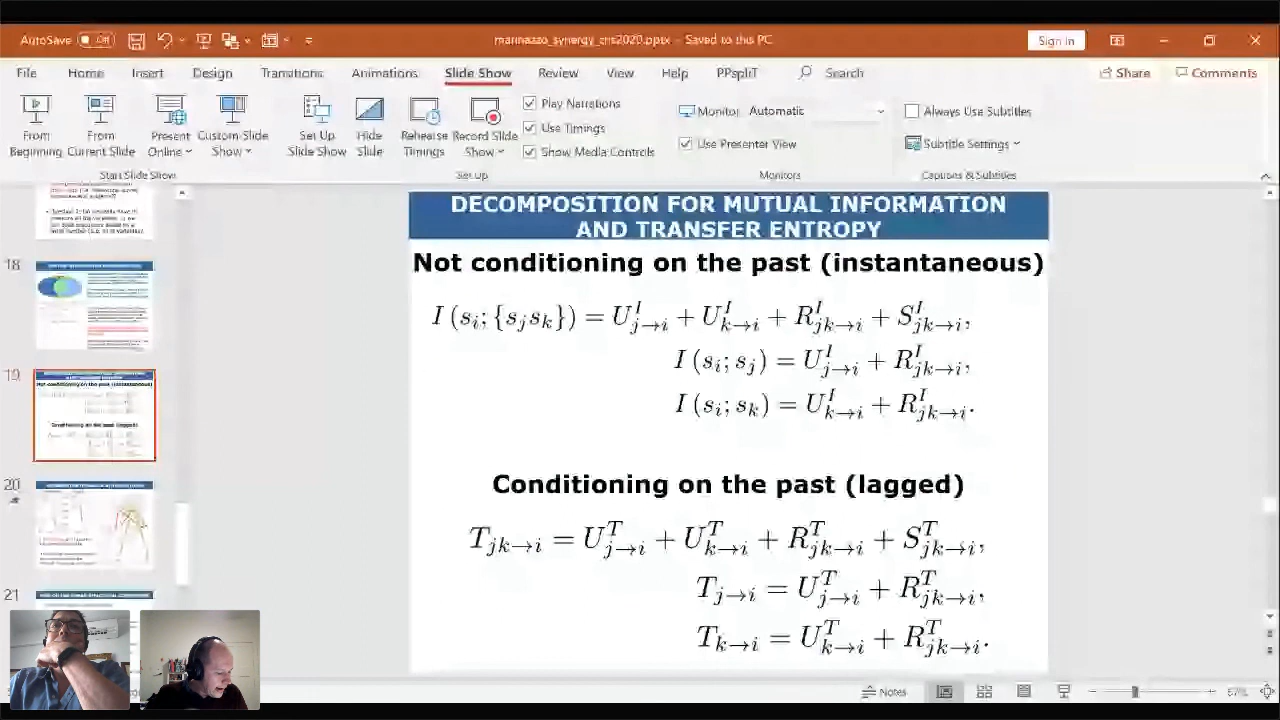 AutoSave Off marinazzo_synergy_cns2020.pptx - Saved to this PC Sign in
File Home Insert Design Transitions Animations Slide Show Review View Help PPspliT Search Share Comments
From Beginning
From Current Slide
Present Online
Custom Slide Show
Set Up Slide Show
Hide Slide
Rehearse Timings
Record Slide Show
Play Narrations
Use Timings
Show Media Controls
Monitor Automatic
Use Presenter View
Always Use Subtitles
Subtitle Settings
Start Slide Show Set up Monitors Captions & Subtitles
18
19
20
21
DECOMPOSITION FOR MUTUAL INFORMATION
AND TRANSFER ENTROPY
Not conditioning on the past (instantaneous)
I (s_i; {s_j, s_k}) = U^I_{j→i} + U^I_{k→i} + R^I_{jk→i} + S^I_{jk→i},
I (s_i; s_j) = U^I_{j→i} + R^I_{jk→i},
I (s_i; s_k) = U^I_{k→i} + R^I_{jk→i}.
Conditioning on the past (lagged)
T_{jk→i} = U^T_{j→i} + U^T_{k→i} + R^T_{jk→i} + S^T_{jk→i},
T_{j→i} = U^T_{j→i} + R^T_{jk→i},
T_{k→i} = U^T_{k→i} + R^T_{jk→i}.
Notes